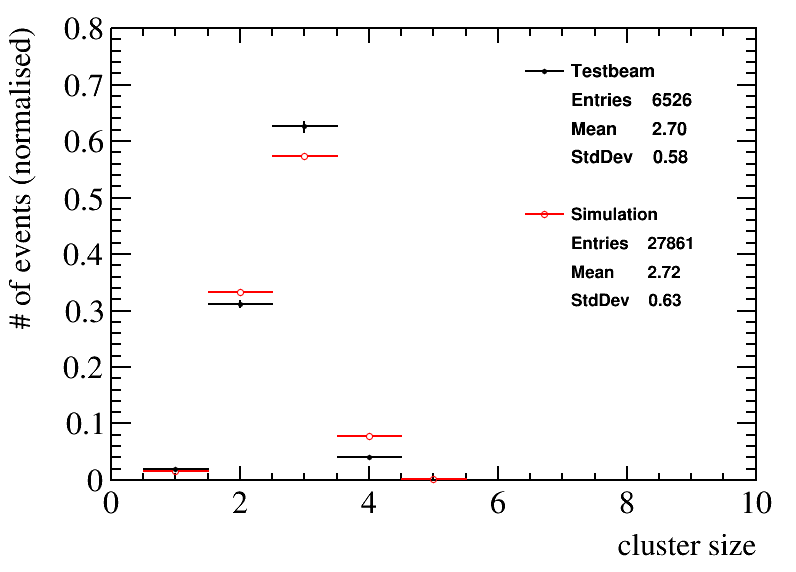 # of events (normalised)
0.8
0.7
0.6
0.5
0.4
0.3
0.2
0.1
0
Testbeam
Entries 6526
Mean 2.70
StdDev 0.58
Simulation
Entries 27861
Mean 2.72
StdDev 0.63
0 2 4 6 8 10
cluster size